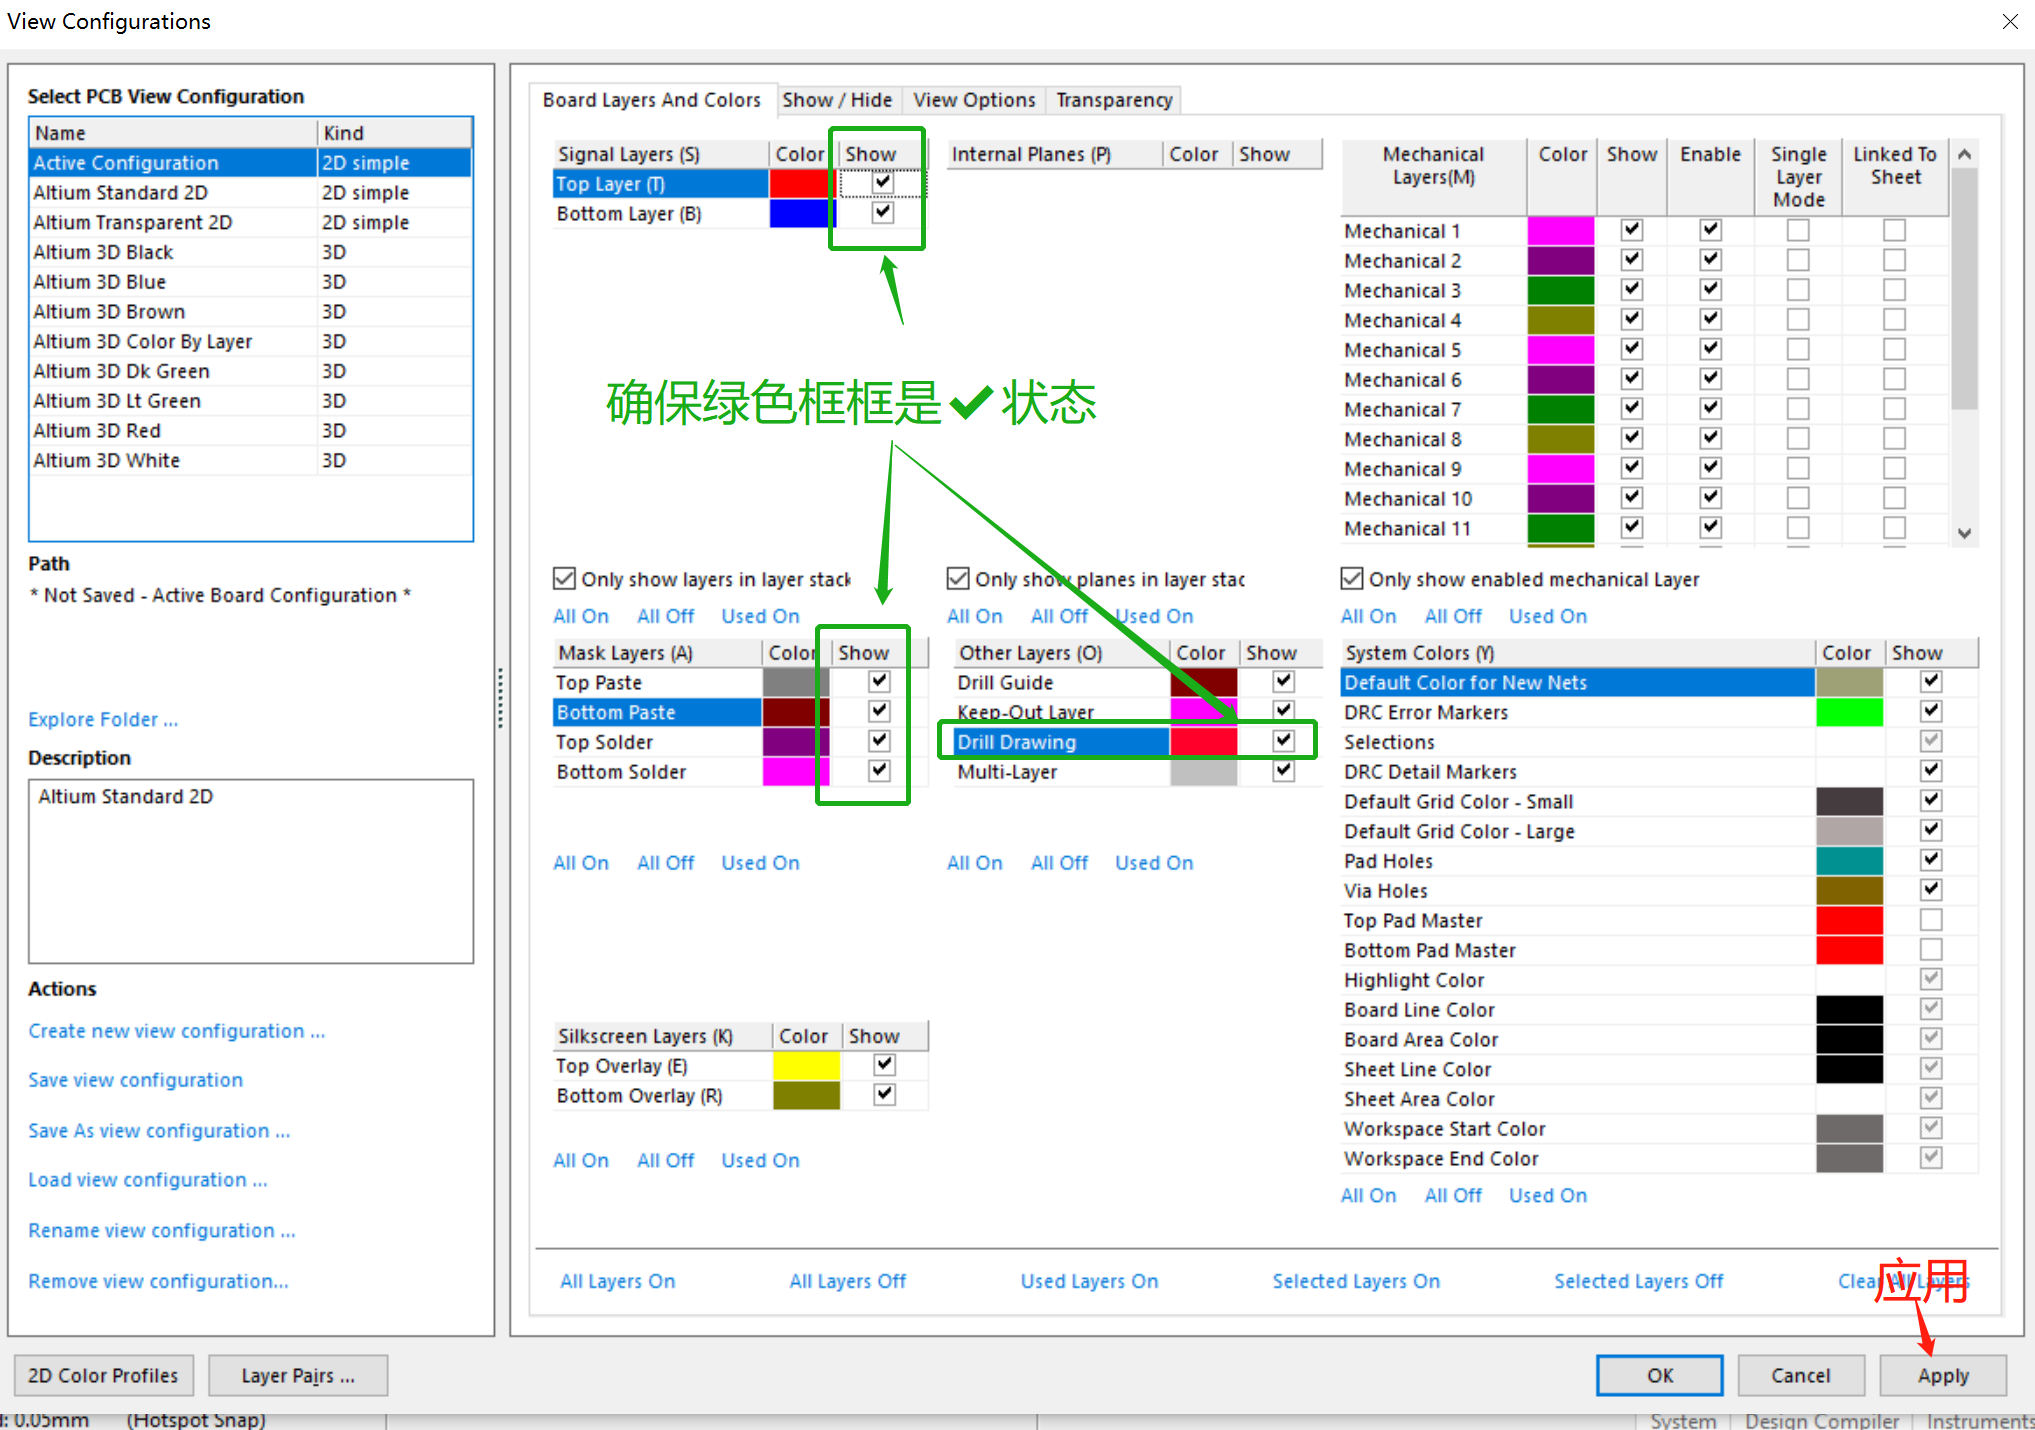 View Configurations
Select PCB View Configuration
Name Kind
Active Configuration 2D simple
Altium Standard 2D 2D simple
Altium Transparent 2D 2D simple
Altium 3D Black 3D
Altium 3D Blue 3D
Altium 3D Brown 3D
Altium 3D Color By Layer 3D
Altium 3D Dk Green 3D
Altium 3D Lt Green 3D
Altium 3D Red 3D
Altium 3D White 3D
Path
* Not Saved - Active Board Configuration *
Explore Folder ...
Description
Altium Standard 2D
Actions
Create new view configuration ...
Save view configuration
Save As view configuration ...
Load view configuration ...
Rename view configuration ...
Remove view configuration...
Board Layers And Colors Show / Hide View Options Transparency
Signal Layers (S) Color Show
Top Layer (T)
Bottom Layer (B)
Internal Planes (P) Color Show
Mechanical Layers(M) Color Show Enable Single Layer Mode Linked To Sheet
Mechanical 1
Mechanical 2
Mechanical 3
Mechanical 4
Mechanical 5
Mechanical 6
Mechanical 7
Mechanical 8
Mechanical 9
Mechanical 10
Mechanical 11
确保绿色框框是✔状态
Only show layers in layer stack
All On All Off Used On
Only show planes in layer stac
All On All Off Used On
Only show enabled mechanical Layer
All On All Off Used On
Mask Layers (A) Color Show
Top Paste
Bottom Paste
Top Solder
Bottom Solder
All On All Off Used On
Other Layers (O) Color Show
Drill Guide
Keep-Out Layer
Drill Drawing
Multi-Layer
All On All Off Used On
System Colors (Y) Color Show
Default Color for New Nets
DRC Error Markers
Selections
DRC Detail Markers
Default Grid Color - Small
Default Grid Color - Large
Pad Holes
Via Holes
Top Pad Master
Bottom Pad Master
Highlight Color
Board Line Color
Board Area Color
Sheet Line Color
Sheet Area Color
Workspace Start Color
Workspace End Color
All On All Off Used On
Silkscreen Layers (K) Color Show
Top Overlay (E)
Bottom Overlay (R)
All On All Off Used On
All Layers On All Layers Off Used Layers On Selected Layers On Selected Layers Off Clear All Layers
应用
2D Color Profiles Layer Pairs ... OK Cancel Apply
d: 0.05mm (Hotspot Snap) System Design Compiler Instruments